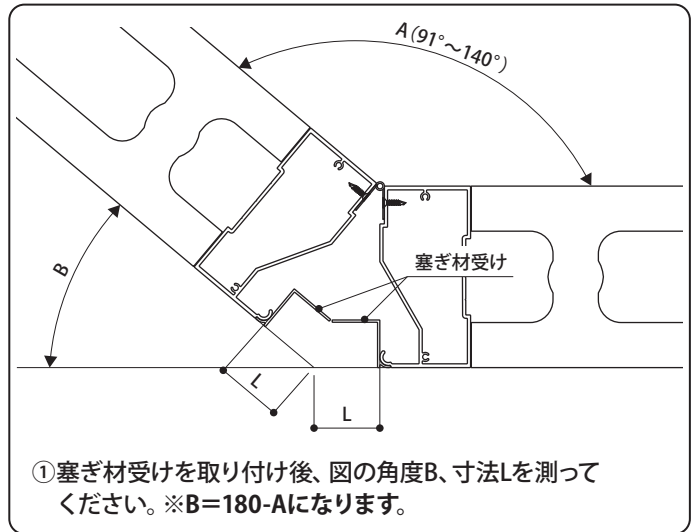 A(91°～140°)
B
塞ぎ材受け
L
L
①塞ぎ材受けを取り付け後、図の角度B、寸法Lを測って
ください。※B＝180-Aになります。